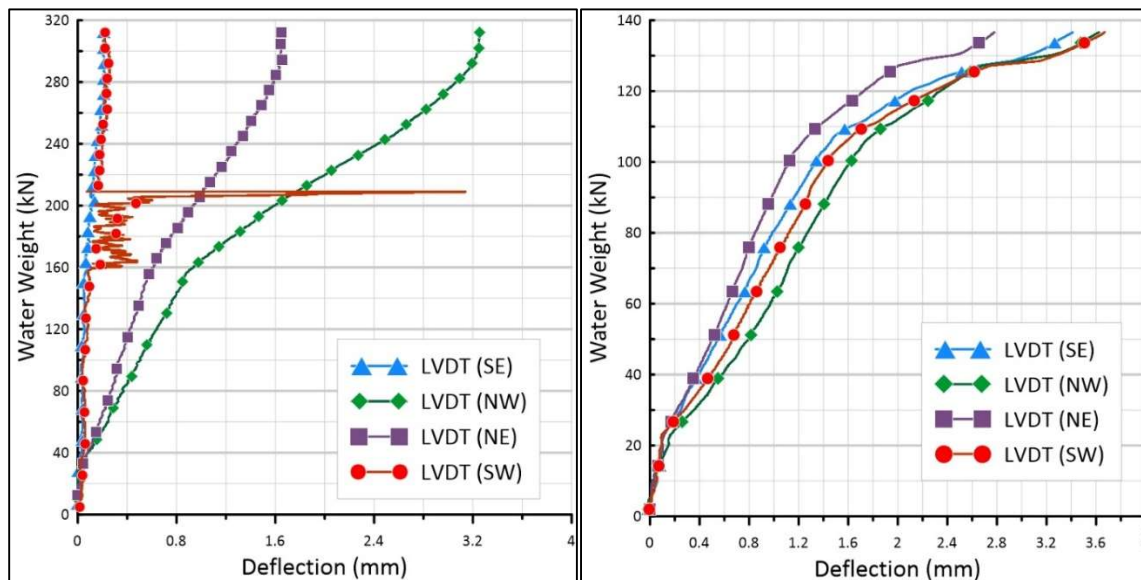 320
280
240
200
160
120
80
40
0
Water Weight (kN)
LVDT (SE)
LVDT (NW)
LVDT (NE)
LVDT (SW)
0 0.8 1.6 2.4 3.2 4
Deflection (mm)
140
120
100
80
60
40
20
0
Water Weight (kN)
LVDT (SE)
LVDT (NW)
LVDT (NE)
LVDT (SW)
0 0.4 0.8 1.2 1.6 2 2.4 2.8 3.2 3.6
Deflection (mm)